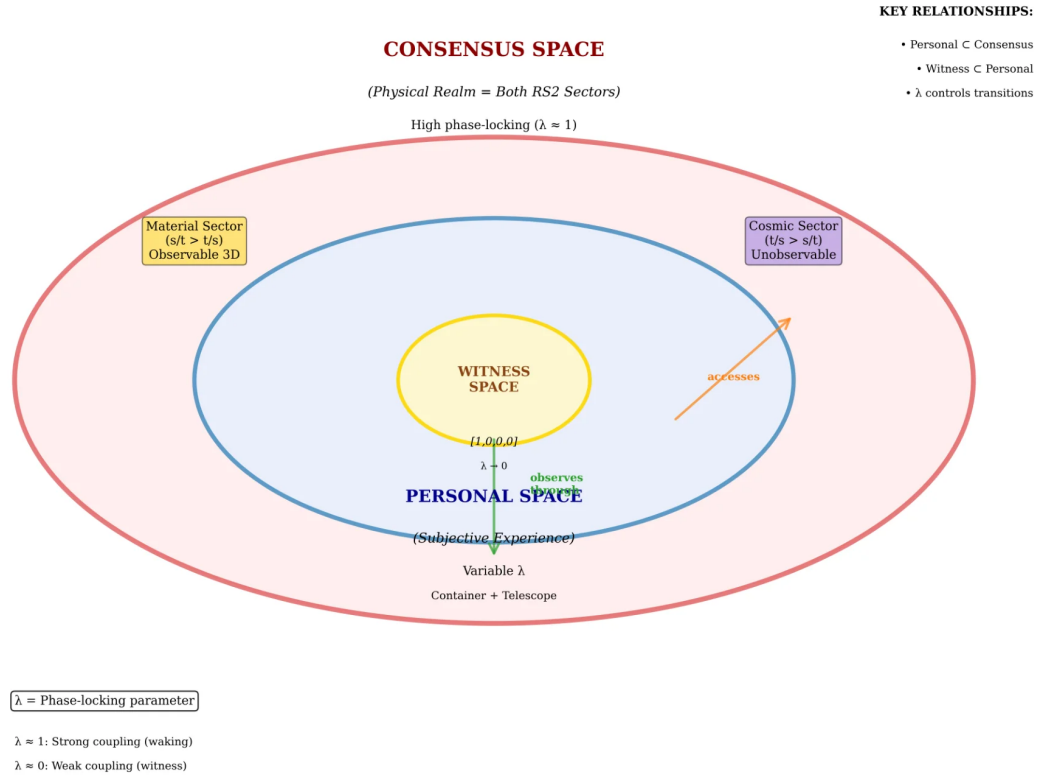 KEY RELATIONSHIPS:
• Personal ⊂ Consensus
• Witness ⊂ Personal
• λ controls transitions
CONSENSUS SPACE
(Physical Realm = Both RS2 Sectors)
High phase-locking (λ ≈ 1)
Material Sector
(s/t > t/s)
Observable 3D
Cosmic Sector
(t/s > s/t)
Unobservable
WITNESS
SPACE
accesses
[1,0,0,0]
λ → 0
observes
through
PERSONAL SPACE
(Subjective Experience)
Variable λ
Container + Telescope
λ = Phase-locking parameter
λ ≈ 1: Strong coupling (waking)
λ ≈ 0: Weak coupling (witness)